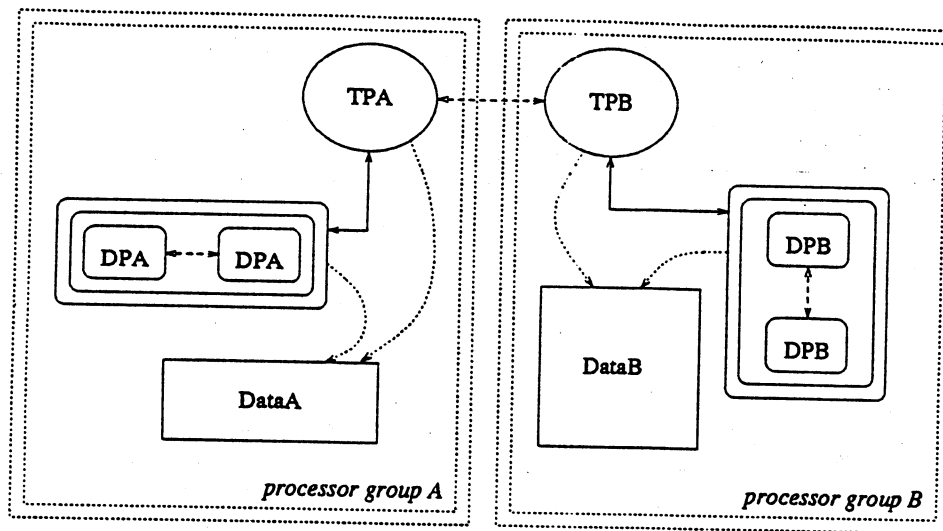 TPA
TPB
DPA
DPA
DPB
DPB
DataA
DataB
processor group A
processor group B